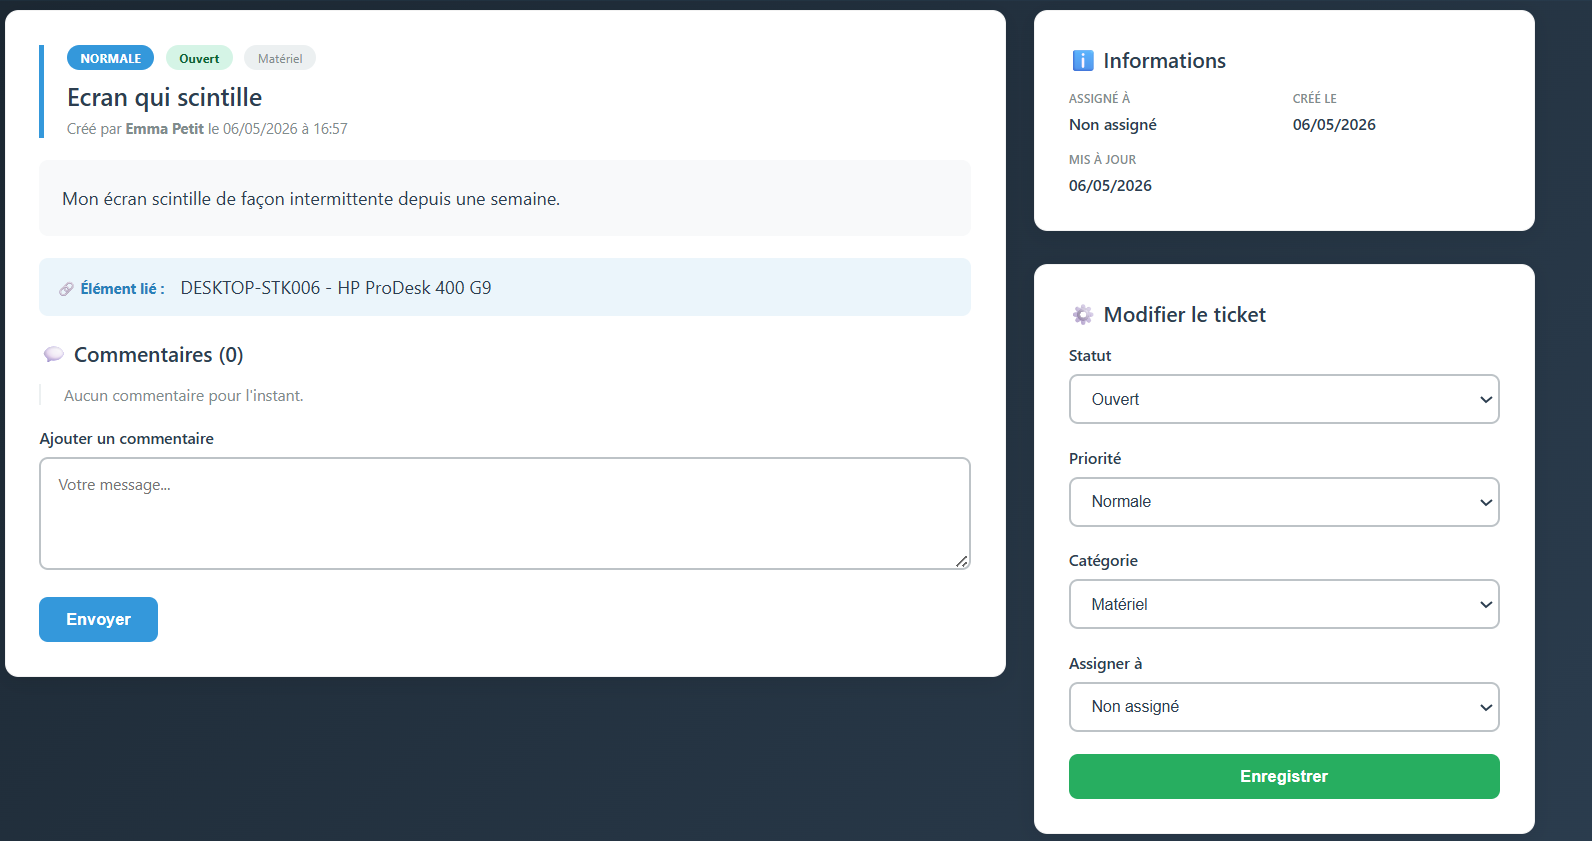 NORMALE Ouvert Matériel
Ecran qui scintille
Créé par Emma Petit le 06/05/2026 à 16:57
Mon écran scintille de façon intermittente depuis une semaine.
Élément lié : DESKTOP-STK006 - HP ProDesk 400 G9
Commentaires (0)
Aucun commentaire pour l'instant.
Ajouter un commentaire
Votre message...
Envoyer
Informations
ASSIGNÉ À CRÉÉ LE
Non assigné 06/05/2026
MIS À JOUR
06/05/2026
Modifier le ticket
Statut
Ouvert
Priorité
Normale
Catégorie
Matériel
Assigner à
Non assigné
Enregistrer